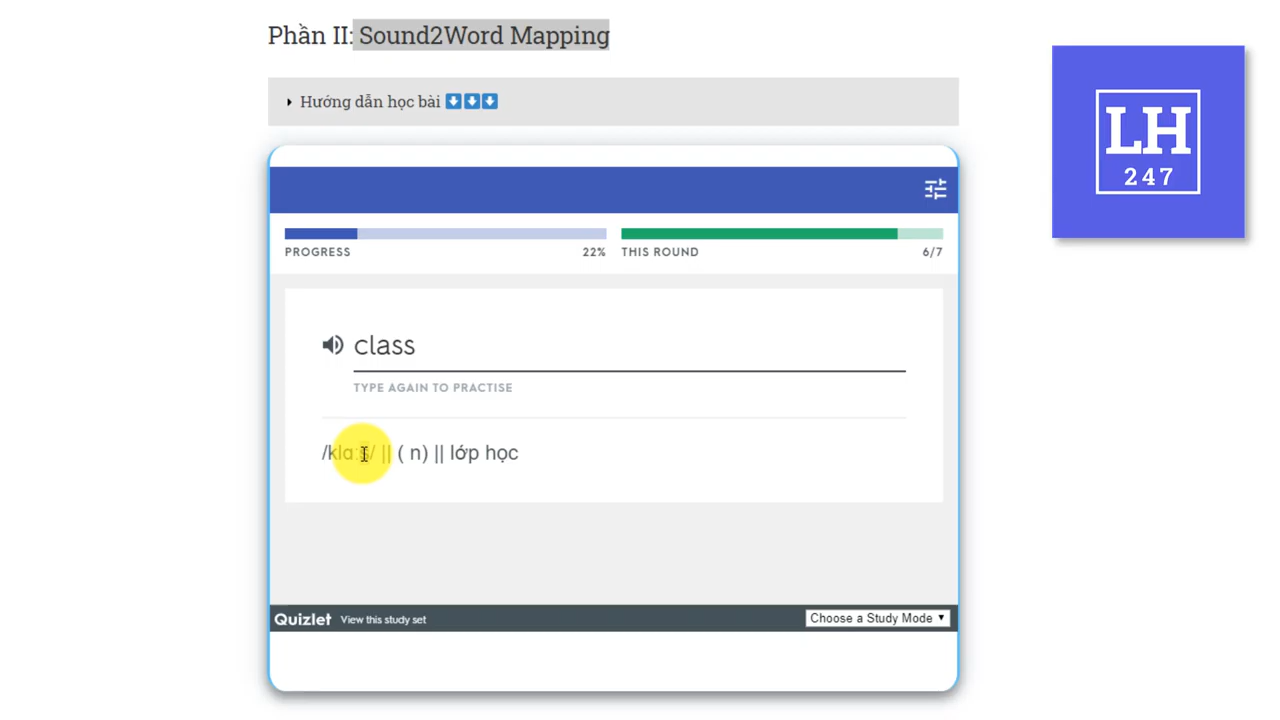 Phần II: Sound2Word Mapping
Hướng dẫn học bài
LH
247
PROGRESS 22% THIS ROUND 6/7
class
TYPE AGAIN TO PRACTISE
/klɑːs/ || ( n) || lớp học
Quizlet View this study set Choose a Study Mode